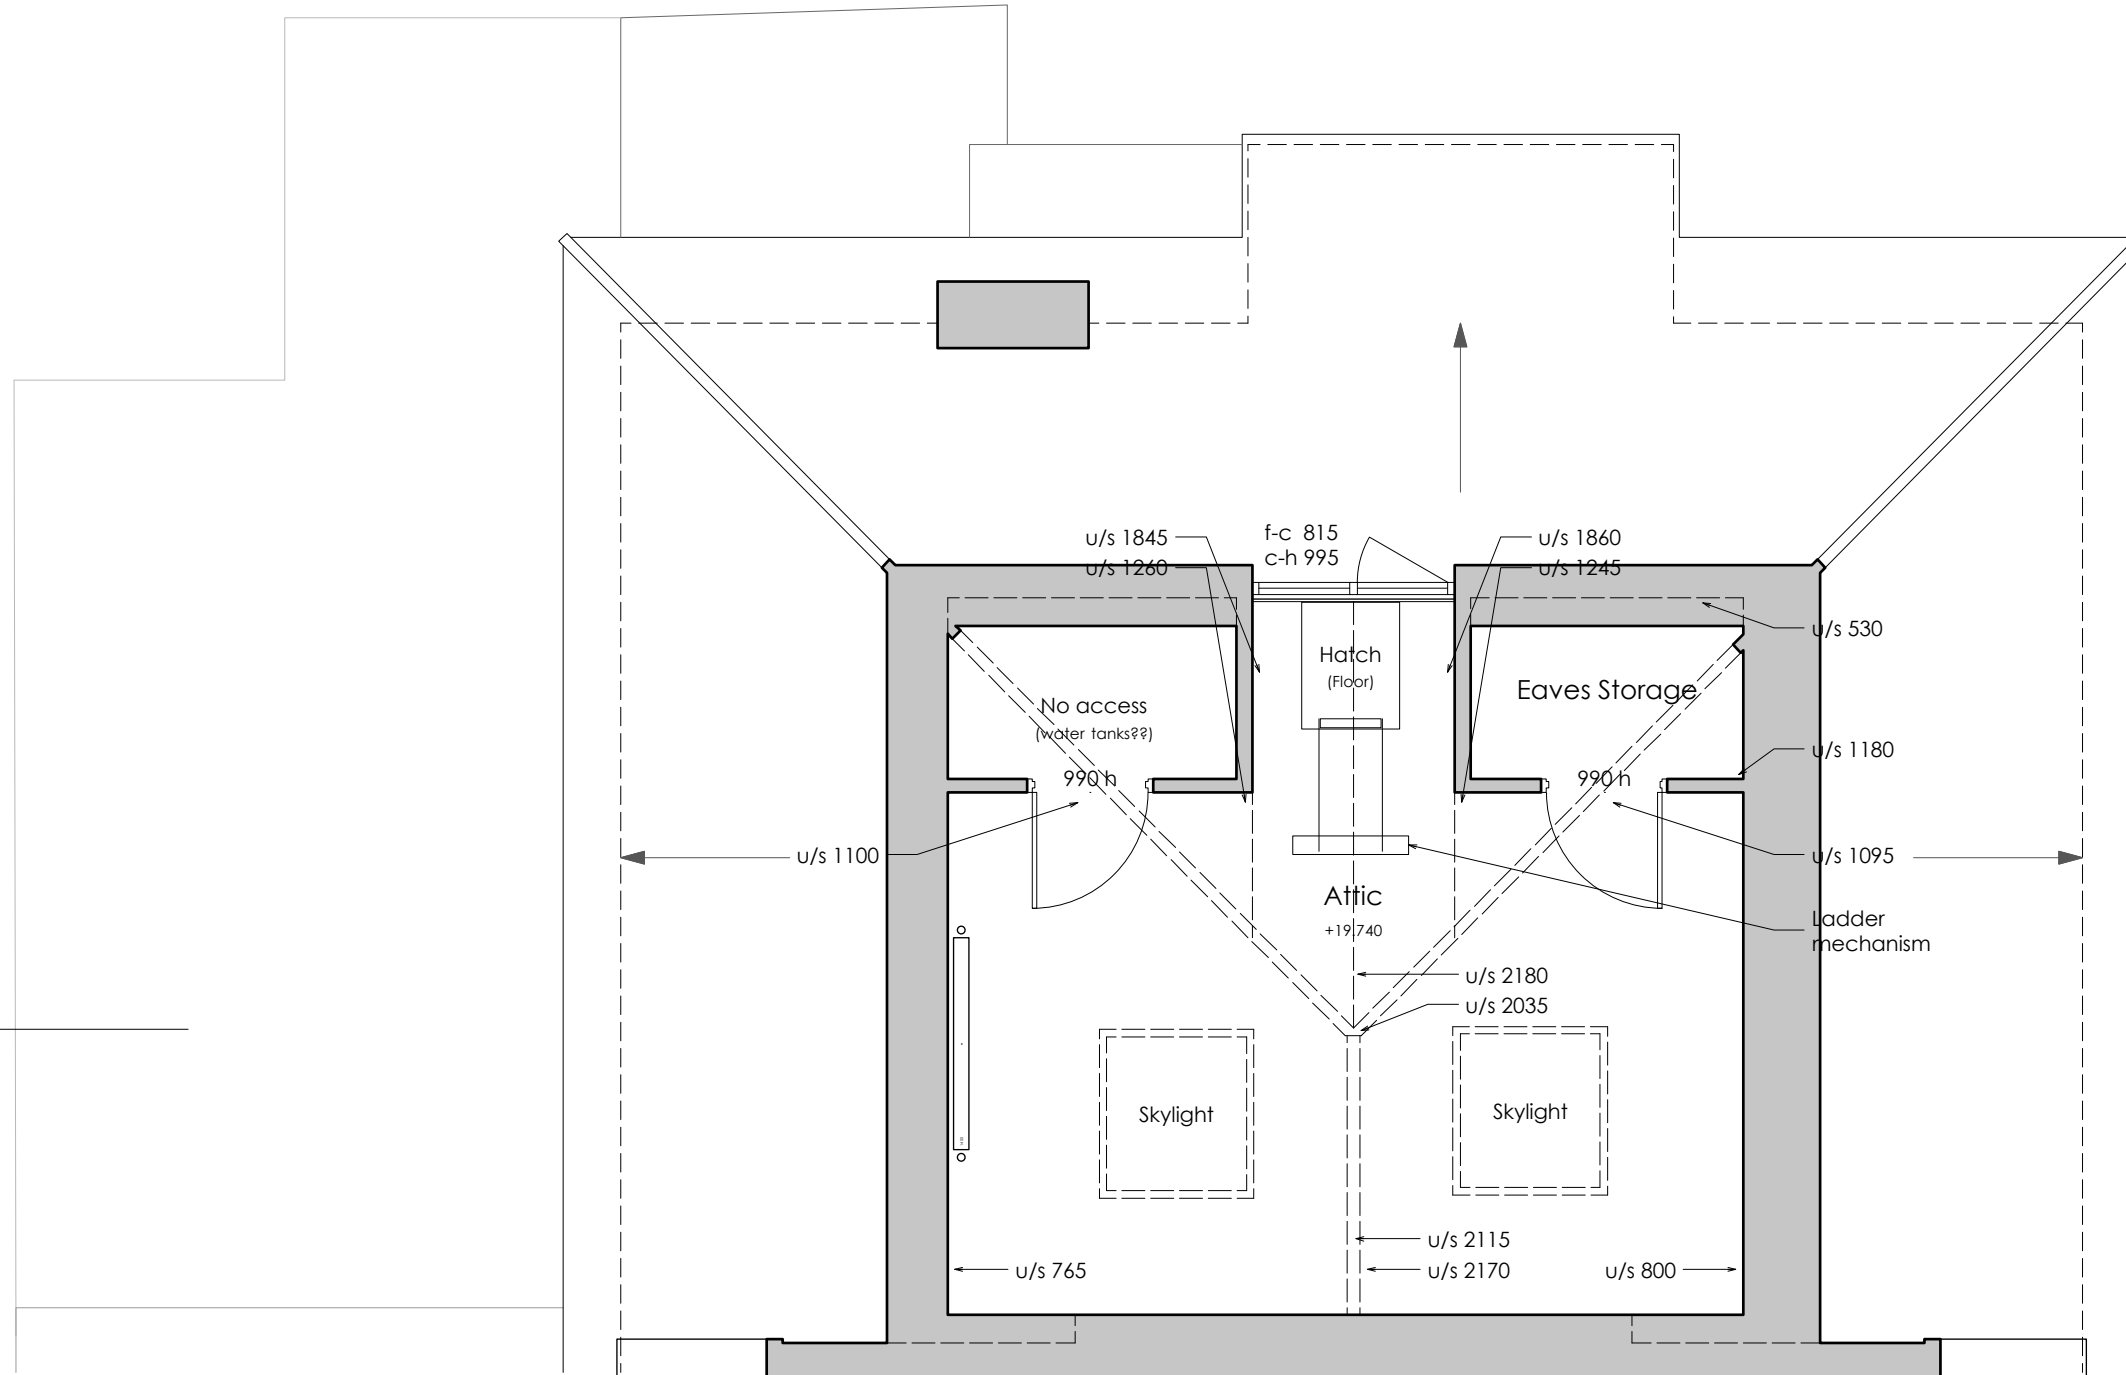 u/s 1845
f-c 815
c-h 995
u/s 1860
u/s 1260
u/s 1245
u/s 530
Hatch
(Floor)
Eaves Storage
No access
(water tanks??)
u/s 1180
990 h
990 h
u/s 1100
u/s 1095
Attic
+19.740
Ladder
mechanism
u/s 2180
u/s 2035
Skylight
Skylight
u/s 2115
u/s 765
u/s 2170
u/s 800